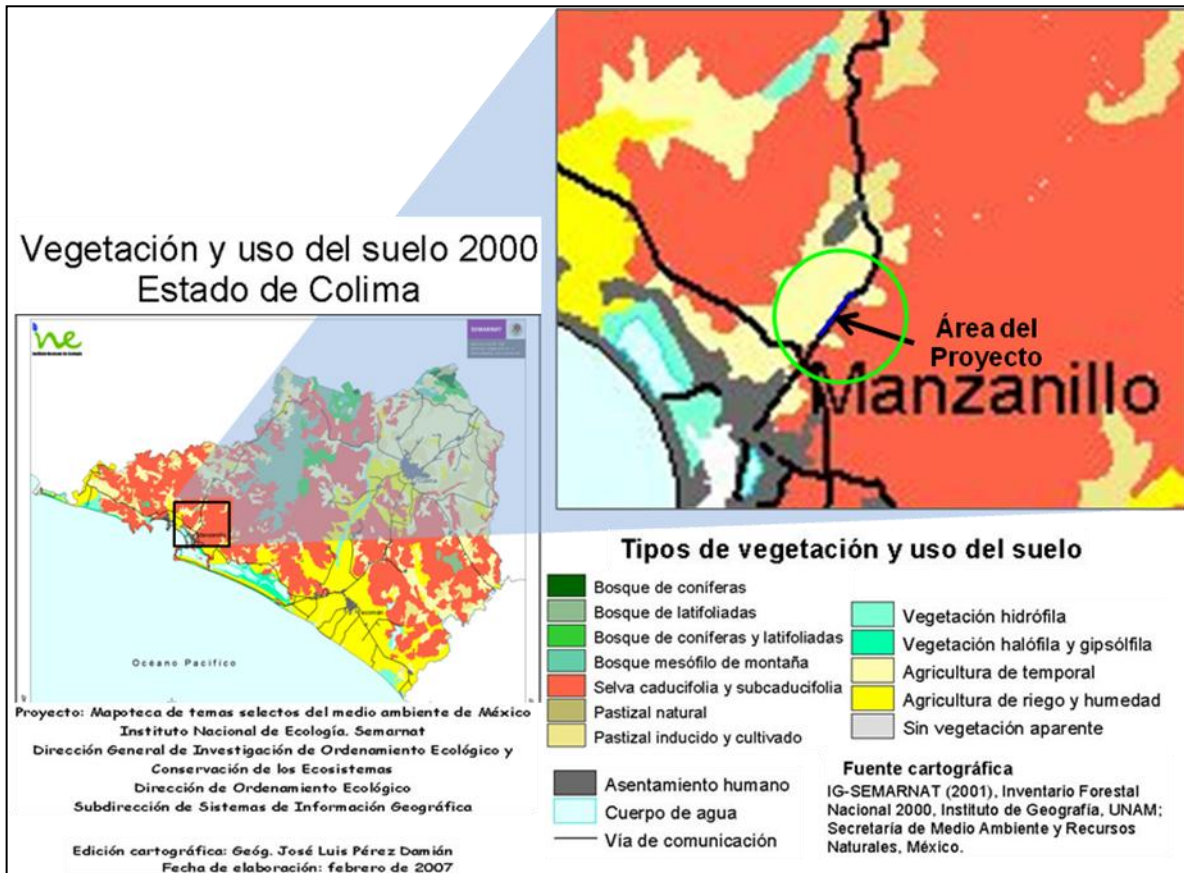 Vegetación y uso del suelo 2000
Estado de Colima
ine
SEMARNAT
Océano Pacífico
Proyecto: Mapoteca de temas selectos del medio ambiente de México
Instituto Nacional de Ecología. Semarnat
Dirección General de Investigación de Ordenamiento Ecológico y
Conservación de los Ecosistemas
Dirección de Ordenamiento Ecológico
Subdirección de Sistemas de Información Geográfica
Edición cartográfica: Geóg. José Luis Pérez Damián
Fecha de elaboración: febrero de 2007
Área del
Proyecto
Manzanillo
Tipos de vegetación y uso del suelo
Bosque de coníferas
Bosque de latifoliadas
Bosque de coníferas y latifoliadas
Bosque mesófilo de montaña
Selva caducifolia y subcaducifolia
Pastizal natural
Pastizal inducido y cultivado
Vegetación hidrófila
Vegetación halófila y gipsólfila
Agricultura de temporal
Agricultura de riego y humedad
Sin vegetación aparente
Asentamiento humano
Cuerpo de agua
Vía de comunicación
Fuente cartográfica
IG-SEMARNAT (2001), Inventario Forestal
Nacional 2000, Instituto de Geografía, UNAM;
Secretaría de Medio Ambiente y Recursos
Naturales, México.